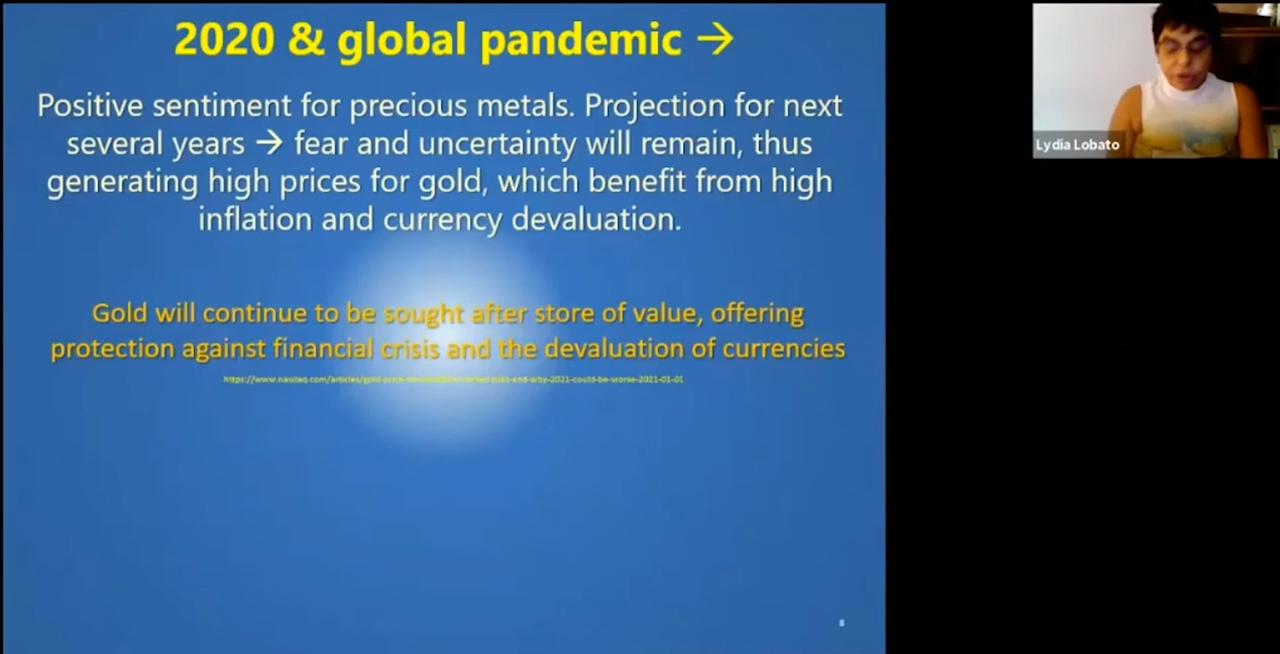 2020 & global pandemic →
Positive sentiment for precious metals. Projection for next
several years → fear and uncertainty will remain, thus
generating high prices for gold, which benefit from high
inflation and currency devaluation.
Gold will continue to be sought after store of value, offering
protection against financial crisis and the devaluation of currencies
8
Lydia Lobato